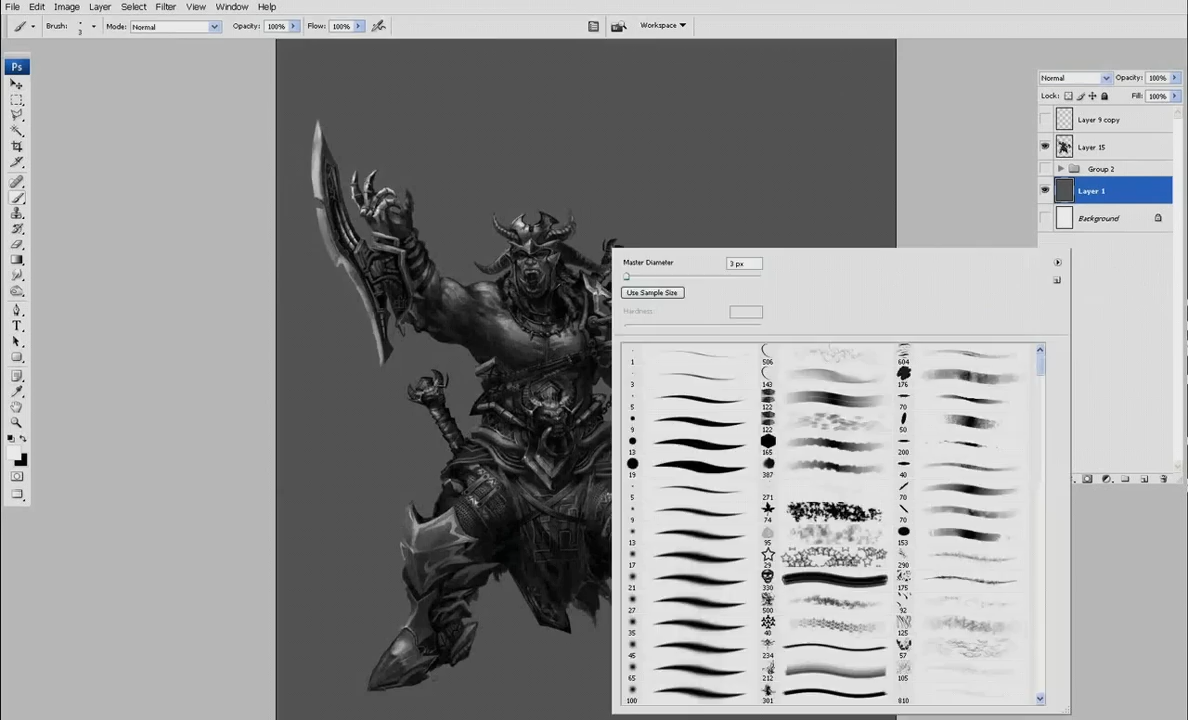 File Edit Image Layer Select Filter View Window Help
Brush: 3 Mode: Normal Opacity: 100% Flow: 100% Workspace
Ps
Normal Opacity: 100%
Lock: Fill: 100%
Layer 9 copy
Layer 15
Group 2
Layer 1
Background
T
Master Diameter 3 px
Use Sample Size
Hardness:
1 506 604
3 143 176
5 122 70
9 122 50
13 165 200
19 387 40
5 271 70
9 74 70
13 95 153
17 29 290
21 330 175
27 500 92
35 40 125
45 234 57
65 212 105
100 301 810